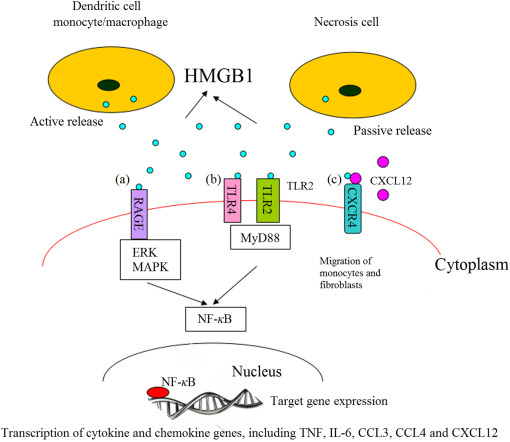 Dendritic cell
monocyte/macrophage
Necrosis cell
HMGB1
Active release
Passive release
(a)
(b)
TLR2
(c)
CXCL12
RAGE
TLR4
TLR2
CXCR4
ERK
MAPK
MyD88
Migration of
monocytes and
fibroblasts
Cytoplasm
NF-κB
Nucleus
NF-κB
Target gene expression
Transcription of cytokine and chemokine genes, including TNF, IL-6, CCL3, CCL4 and CXCL12